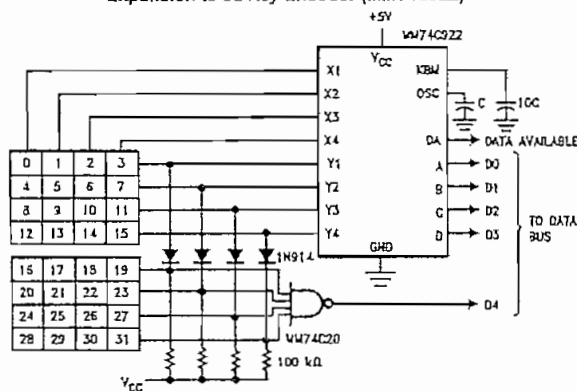 +5V
MM74C922
VCC
X1
X2
X3
X4
Y1
Y2
Y3
Y4
KBM
OSC
C
10C
DA
DATA AVAILABLE
A
D0
B
D1
C
D2
D
D3
TO DATA
BUS
GND
0 1 2 3
4 5 6 7
8 9 10 11
12 13 14 15
1N914
16 17 18 19
20 21 22 23
24 25 26 27
28 29 30 31
MM74C20
D4
100 kΩ
VCC